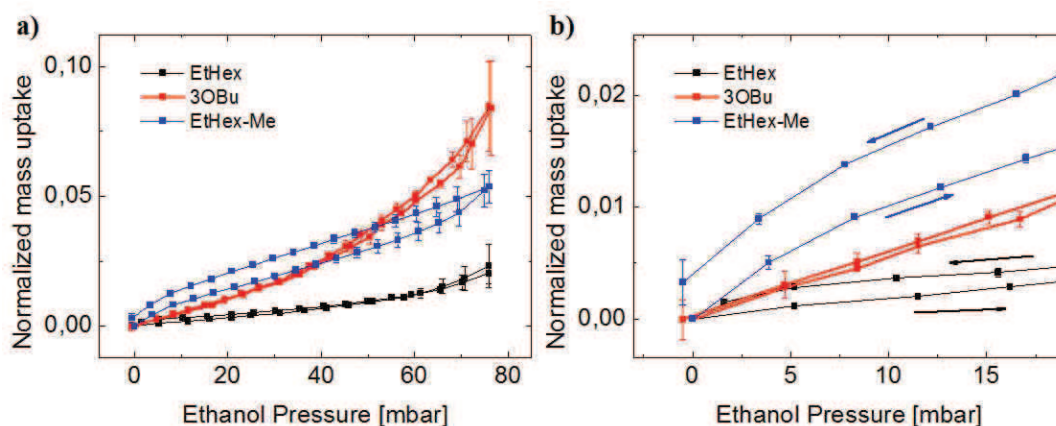 a)
0,10
0,05
0,00
Normalized mass uptake
EtHex
3OBu
EtHex-Me
0 20 40 60 80
Ethanol Pressure [mbar]
b)
0,02
0,01
0,00
Normalized mass uptake
EtHex
3OBu
EtHex-Me
0 5 10 15
Ethanol Pressure [mbar]